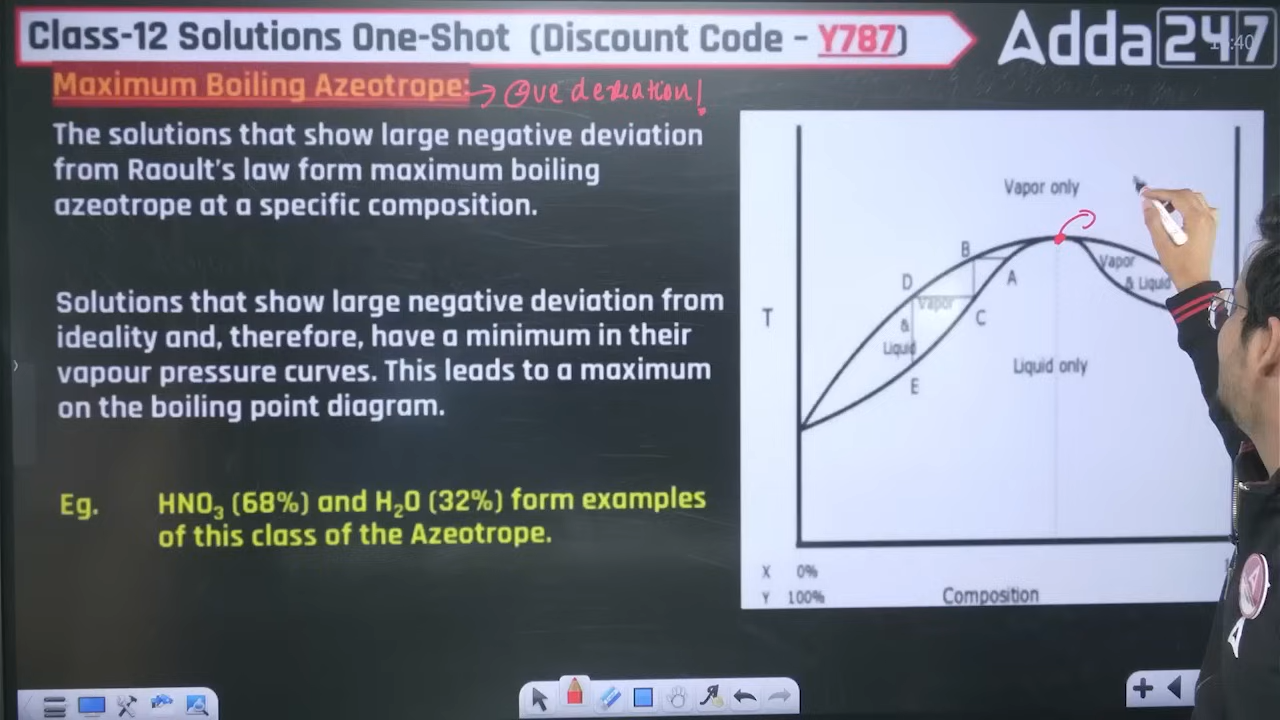 Class-12 Solutions One-Shot (Discount Code - Y787)
Adda 247
Maximum Boiling Azeotrope: → ⊖ve deviation!
The solutions that show large negative deviation
from Raoult's law form maximum boiling
azeotrope at a specific composition.
Solutions that show large negative deviation from
ideality and, therefore, have a minimum in their
vapour pressure curves. This leads to a maximum
on the boiling point diagram.
Eg. HNO₃ (68%) and H₂O (32%) form examples
of this class of the Azeotrope.
Vapor only
B
Vapor
& Liquid
A
D
Vapor
&
Liquid
T
C
Liquid only
E
X 0%
Y 100%
Composition
A